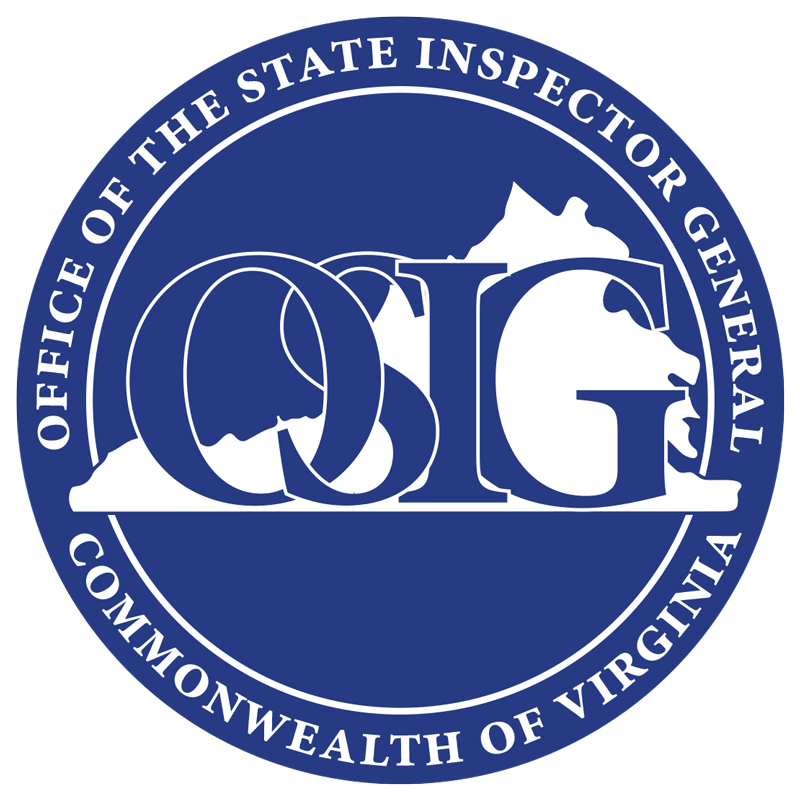 OFFICE OF THE STATE INSPECTOR GENERAL
OSIG
COMMONWEALTH OF VIRGINIA